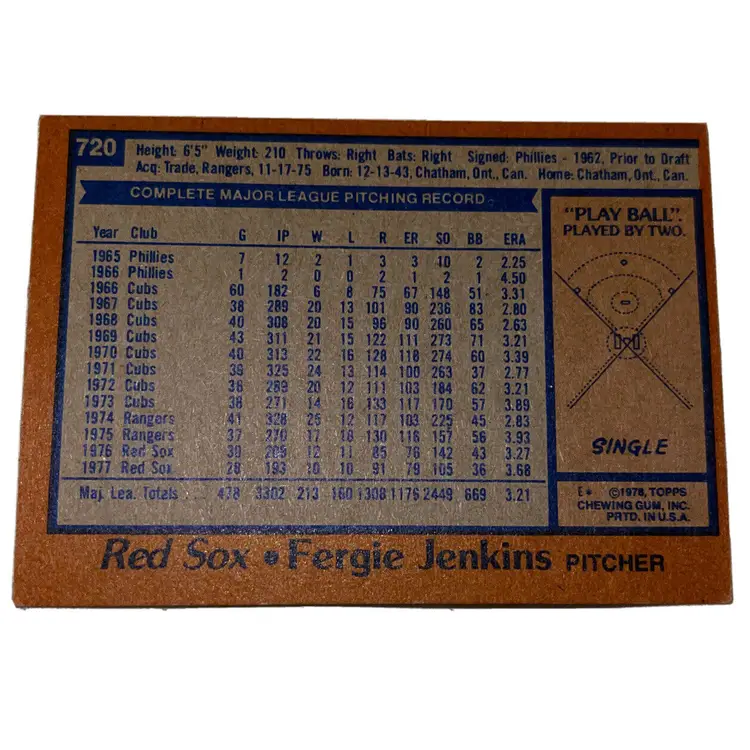 720
Height: 6'5" Weight: 210 Throws: Right Bats: Right Signed: Phillies - 1962, Prior to Draft
Acq: Trade, Rangers, 11-17-75 Born: 12-13-43, Chatham, Ont., Can. Home: Chatham, Ont., Can.
COMPLETE MAJOR LEAGUE PITCHING RECORD
Year Club G IP W L R ER SO BB ERA
1965 Phillies 7 12 2 1 3 3 10 2 2.25
1966 Phillies 1 2 0 0 2 1 2 1 4.50
1966 Cubs 60 182 6 8 75 67 148 51 3.31
1967 Cubs 38 289 20 13 101 90 236 83 2.80
1968 Cubs 40 308 20 15 96 90 260 65 2.63
1969 Cubs 43 311 21 15 122 111 273 71 3.21
1970 Cubs 40 313 22 16 128 118 274 60 3.39
1971 Cubs 39 325 24 13 114 100 263 37 2.77
1972 Cubs 36 289 20 12 111 103 184 62 3.21
1973 Cubs 38 271 14 16 133 117 170 57 3.89
1974 Rangers 41 328 25 12 117 103 225 45 2.83
1975 Rangers 37 270 17 18 130 118 157 56 3.93
1976 Red Sox 30 209 12 11 85 76 142 43 3.27
1977 Red Sox 28 193 10 10 91 79 105 36 3.68
Maj. Lea. Totals 478 3302 213 160 1308 1176 2449 669 3.21
"PLAY BALL".
PLAYED BY TWO.
SINGLE
E* ©1978, TOPPS
CHEWING GUM, INC.
PRTD. IN U.S.A.
Red Sox • Fergie Jenkins PITCHER